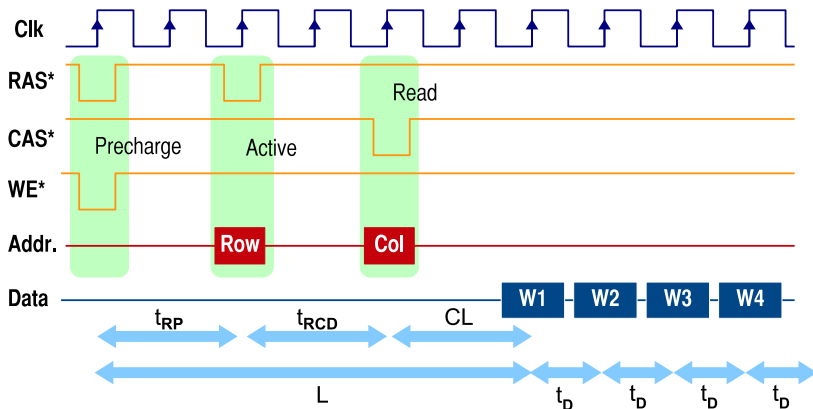 Clk
RAS*
Read
CAS*
Precharge
Active
WE*
Addr.
Row
Col
Data
W1
W2
W3
W4
tRP
tRCD
CL
L
tD
tD
tD
tD